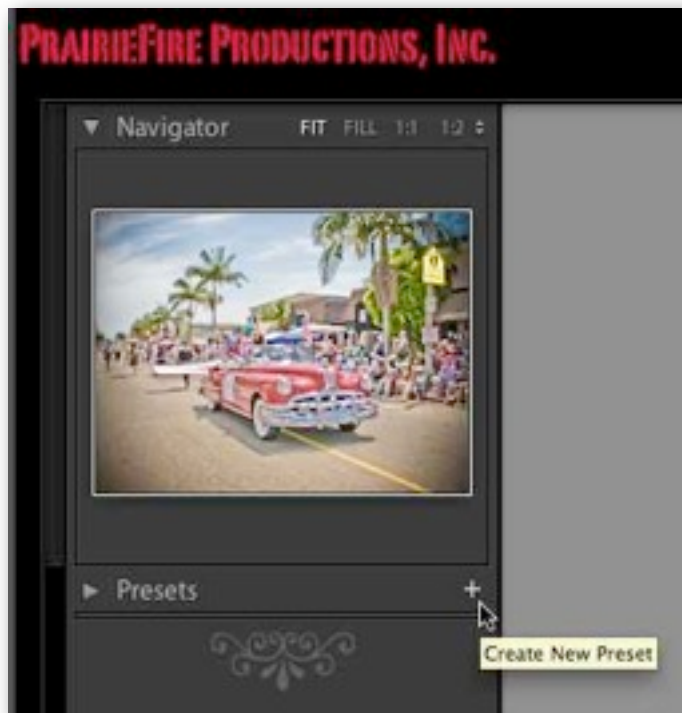 PRAIRIEFIRE PRODUCTIONS, INC.
Navigator FIT FILL 1:1 1:2
Presets +
Create New Preset